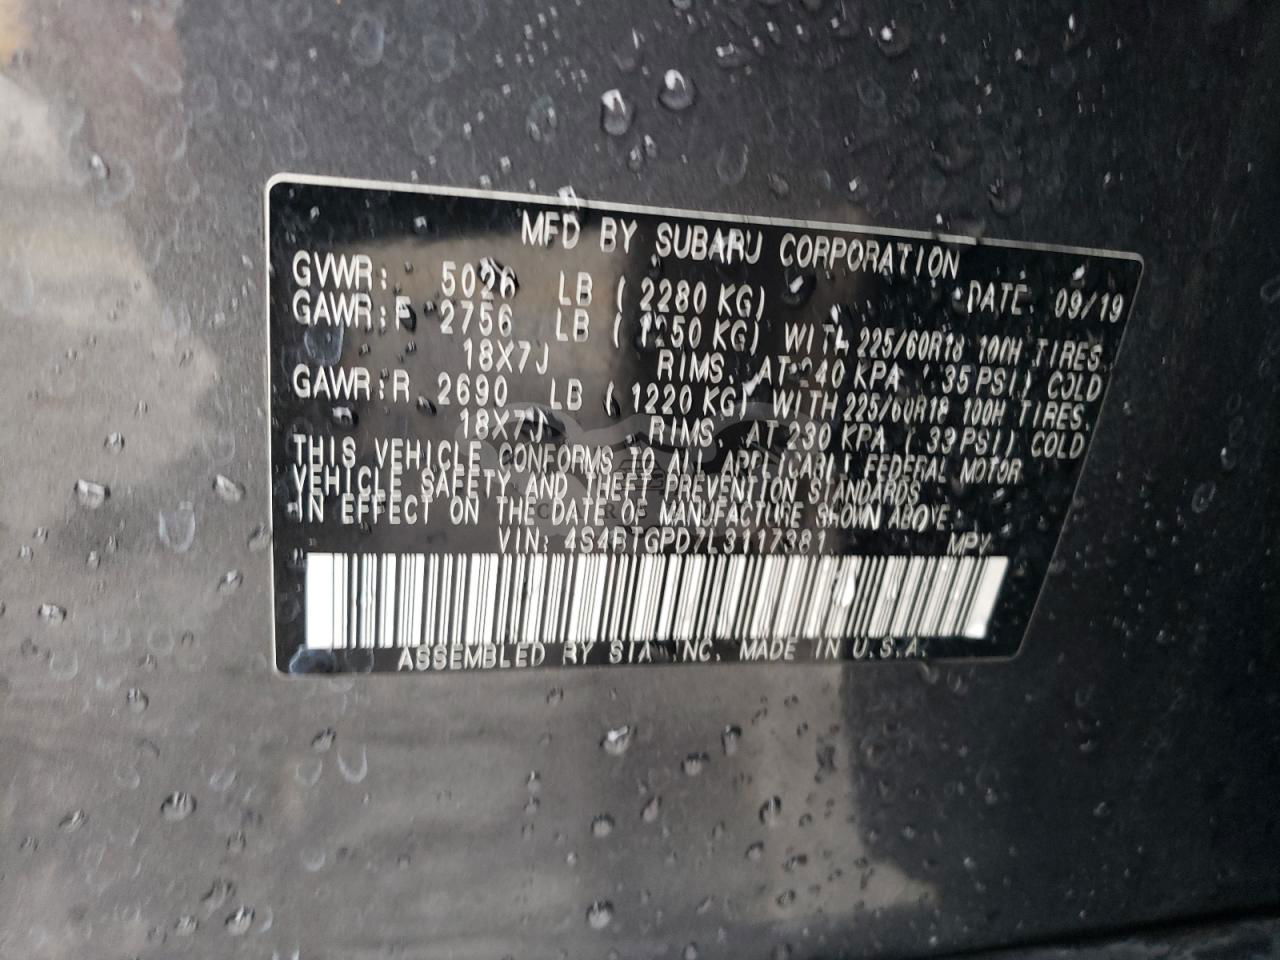 MFD BY SUBARU CORPORATION
GVWR: 5026 LB (2280 KG) DATE: 09/19
GAWR:F 2756 LB (1250 KG) WITH 225/60R18 100H TIRES,
18X7J RIMS, AT 240 KPA (35 PSI) COLD
GAWR:R 2690 LB (1220 KG) WITH 225/60R18 100H TIRES,
18X7J RIMS, AT 230 KPA (33 PSI) COLD
THIS VEHICLE CONFORMS TO ALL APPLICABLE FEDERAL MOTOR
VEHICLE SAFETY AND THEFT PREVENTION STANDARDS
IN EFFECT ON THE DATE OF MANUFACTURE SHOWN ABOVE.
VIN: 4S4BTGPD7L3117381 MPV
ASSEMBLED BY SIA INC. MADE IN U.S.A.